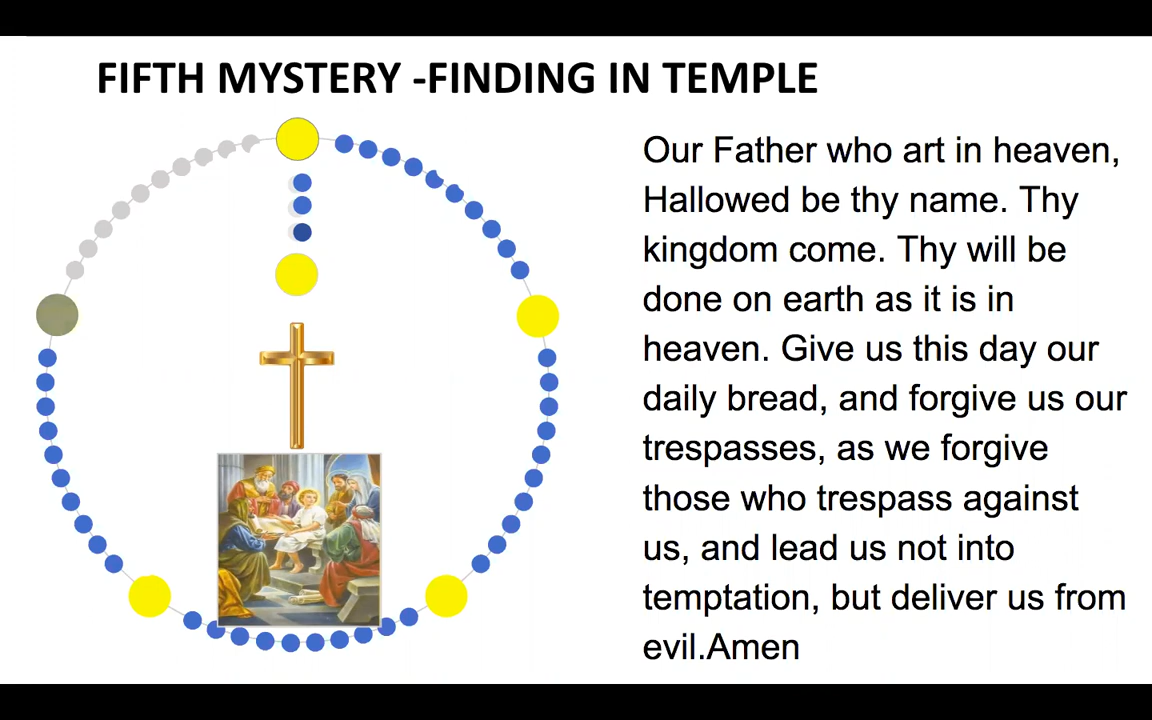 FIFTH MYSTERY -FINDING IN TEMPLE
Our Father who art in heaven,
Hallowed be thy name. Thy
kingdom come. Thy will be
done on earth as it is in
heaven. Give us this day our
daily bread, and forgive us our
trespasses, as we forgive
those who trespass against
us, and lead us not into
temptation, but deliver us from
evil.Amen